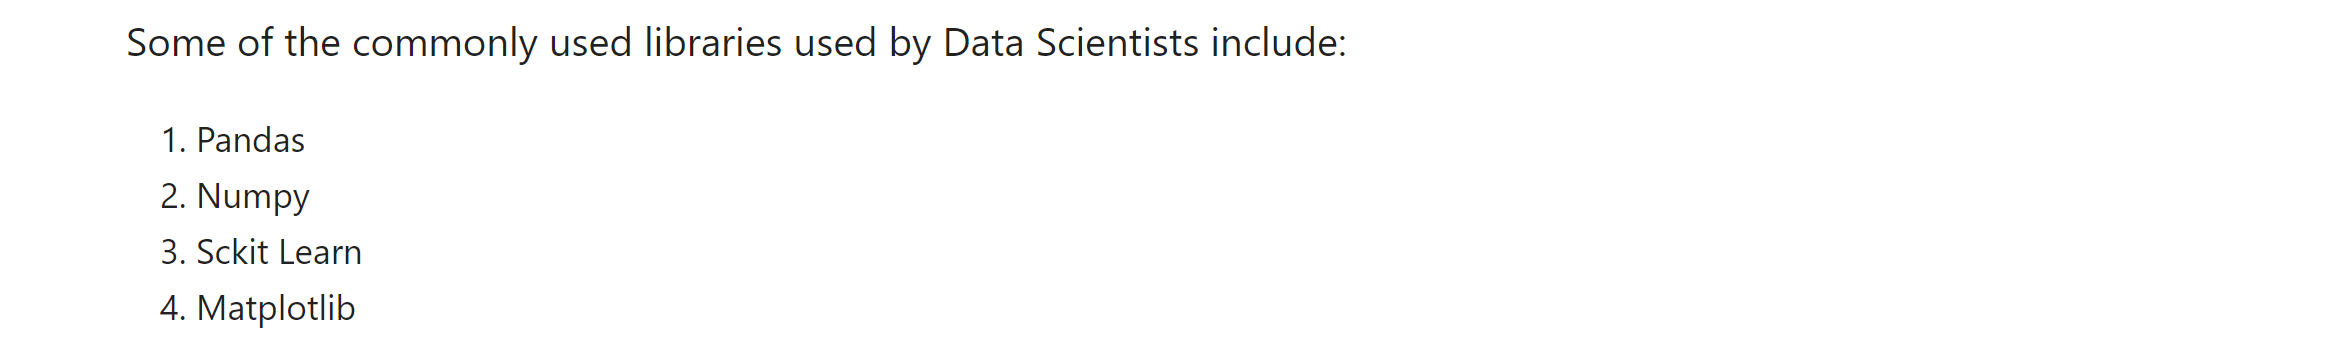 Some of the commonly used libraries used by Data Scientists include:
1. Pandas
2. Numpy
3. Sckit Learn
4. Matplotlib